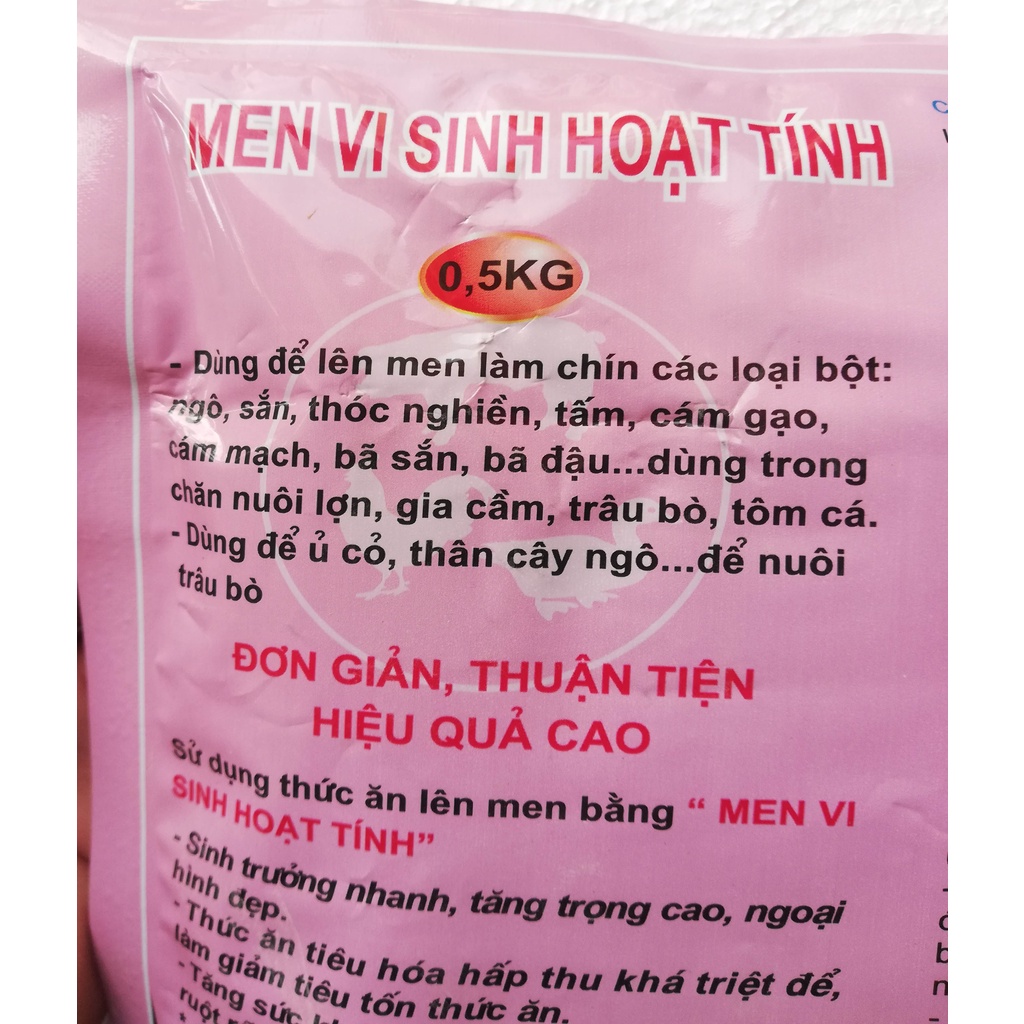 MEN VI SINH HOẠT TÍNH
0,5KG
- Dùng để lên men làm chín các loại bột:
ngô, sắn, thóc nghiền, tấm, cám gạo,
cám mạch, bã sắn, bã đậu...dùng trong
chăn nuôi lợn, gia cầm, trâu bò, tôm cá.
- Dùng để ủ cỏ, thân cây ngô...để nuôi
trâu bò
ĐƠN GIẢN, THUẬN TIỆN
HIỆU QUẢ CAO
Sử dụng thức ăn lên men bằng “ MEN VI
SINH HOẠT TÍNH”
- Sinh trưởng nhanh, tăng trọng cao, ngoại
hình đẹp.
- Thức ăn tiêu hóa hấp thu khá triệt để,
làm giảm tiêu tốn thức ăn.
- Tăng sức
ruột